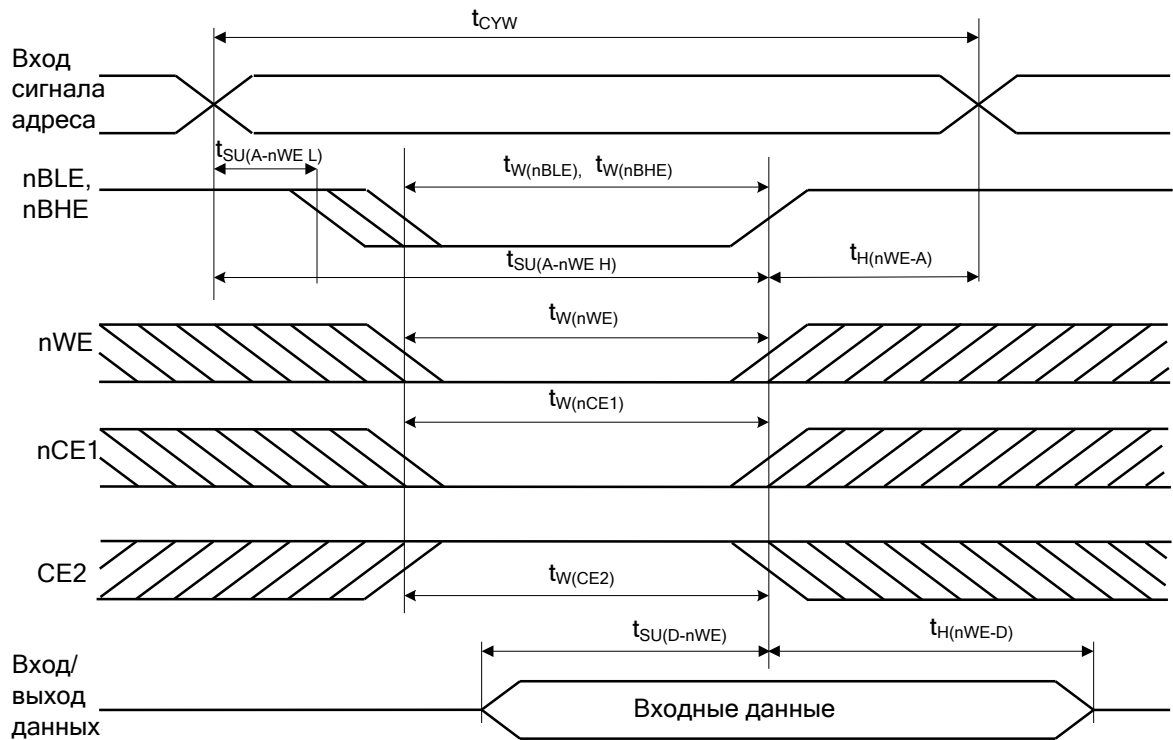 tCYW
Вход
сигнала
адреса
tSU(A-nWE L)
tW(nBLE), tW(nBHE)
nBLE,
nBHE
tSU(A-nWE H)
tH(nWE-A)
tW(nWE)
nWE
tW(nCE1)
nCE1
CE2
tW(CE2)
tSU(D-nWE)
tH(nWE-D)
Вход/
выход
данных
Входные данные